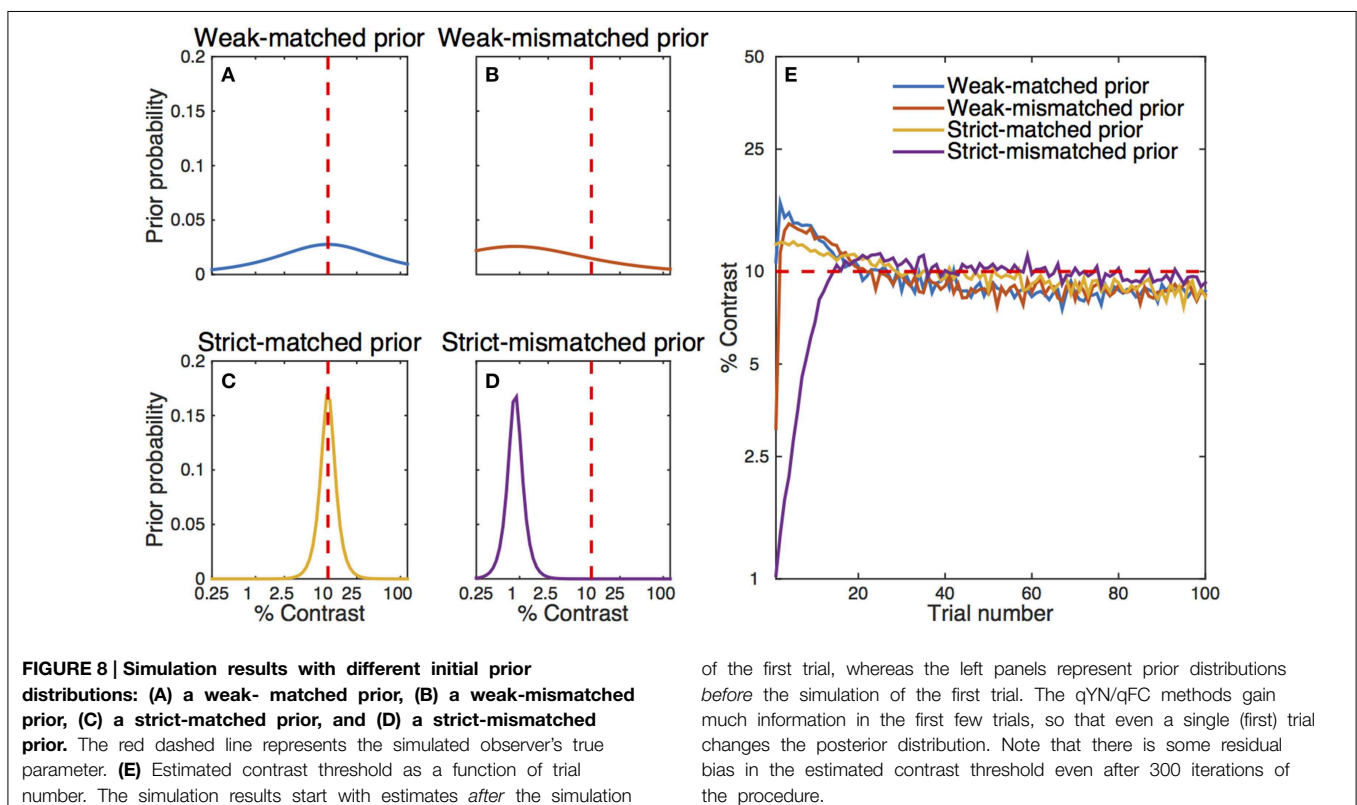 Weak-matched prior
Weak-mismatched prior
A
B
E
0.2
0.15
0.1
0.05
0
Prior probability
Strict-matched prior
Strict-mismatched prior
C
D
0.2
0.15
0.1
0.05
0
Prior probability
0.25 1 2.5 10 25 100
% Contrast
0.25 1 2.5 10 25 100
% Contrast
50
25
10
5
2.5
1
% Contrast
Weak-matched prior
Weak-mismatched prior
Strict-matched prior
Strict-mismatched prior
20 40 60 80 100
Trial number
FIGURE 8 | Simulation results with different initial prior
distributions: (A) a weak- matched prior, (B) a weak-mismatched
prior, (C) a strict-matched prior, and (D) a strict-mismatched
prior. The red dashed line represents the simulated observer's true
parameter. (E) Estimated contrast threshold as a function of trial
number. The simulation results start with estimates after the simulation
of the first trial, whereas the left panels represent prior distributions
before the simulation of the first trial. The qYN/qFC methods gain
much information in the first few trials, so that even a single (first) trial
changes the posterior distribution. Note that there is some residual
bias in the estimated contrast threshold even after 300 iterations of
the procedure.